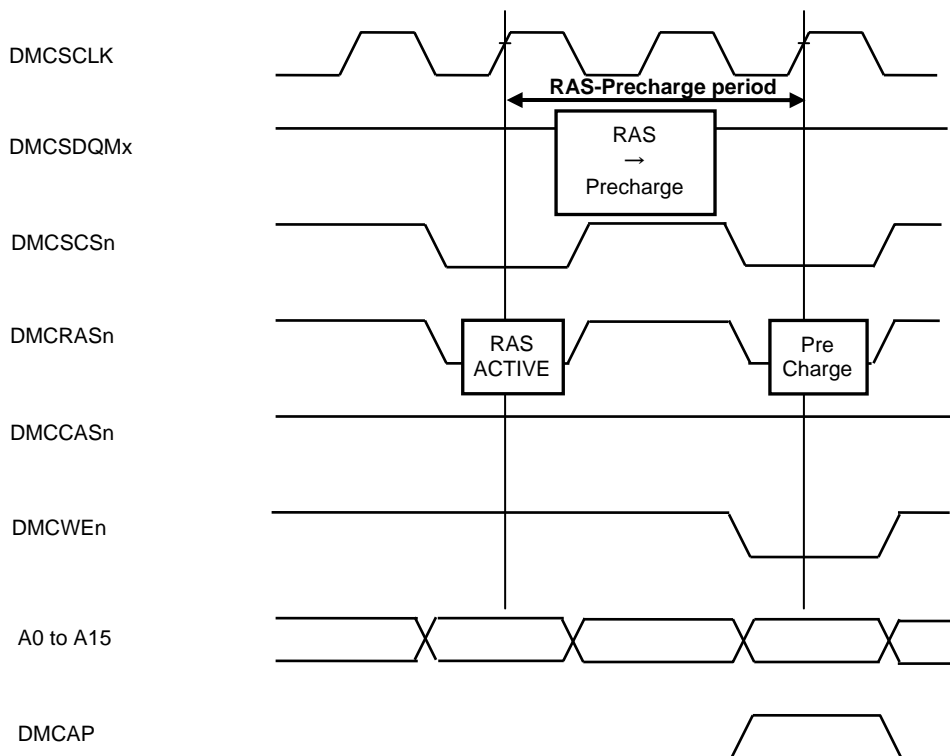 DMCSCLK
RAS-Precharge period
DMCSDQMx
RAS
→
Precharge
DMCSCSn
DMCRASn
RAS
ACTIVE
Pre
Charge
DMCCASn
DMCWEn
A0 to A15
DMCAP